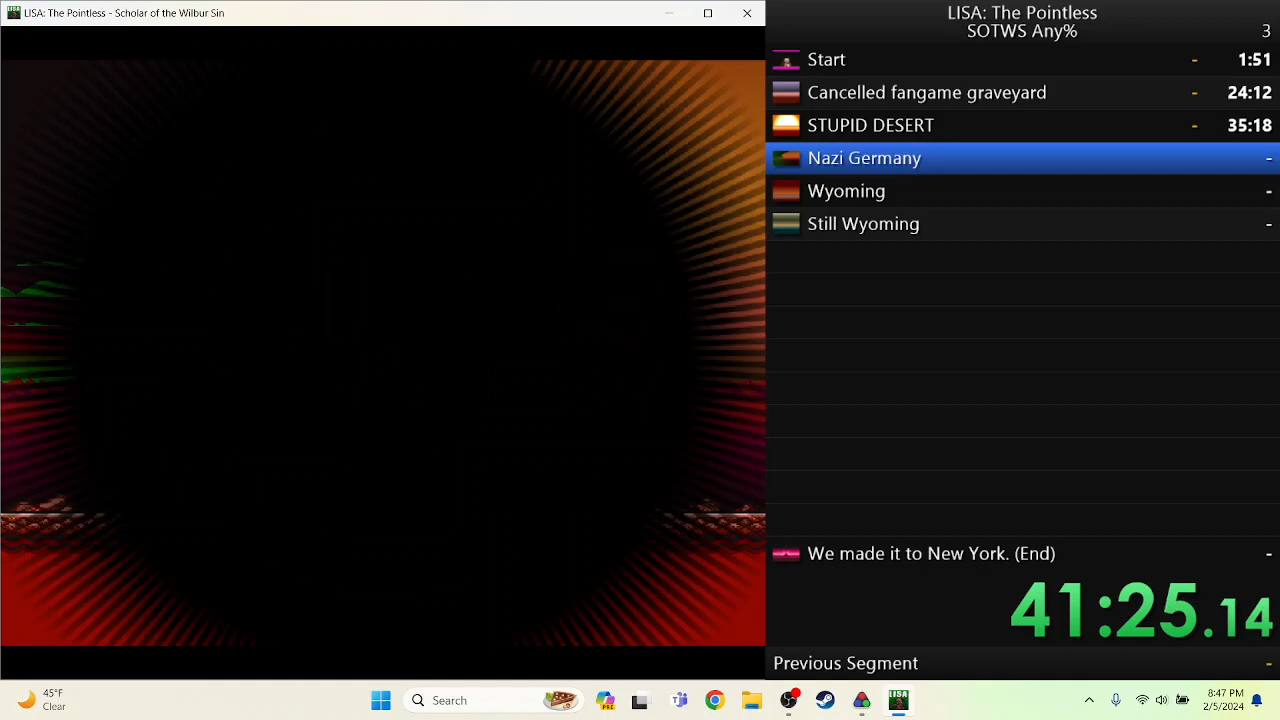 LISA: The Pointless - Scholar of the Wilbur Sin
LISA: The Pointless
SOTWS Any%
3
Start - 1:51
Cancelled fangame graveyard - 24:12
STUPID DESERT - 35:18
Nazi Germany -
Wyoming -
Still Wyoming -
We made it to New York. (End) -
41:25.14
Previous Segment -
45°F
Clear
Search
PRE
LISA
8:47 PM
2/5/2024